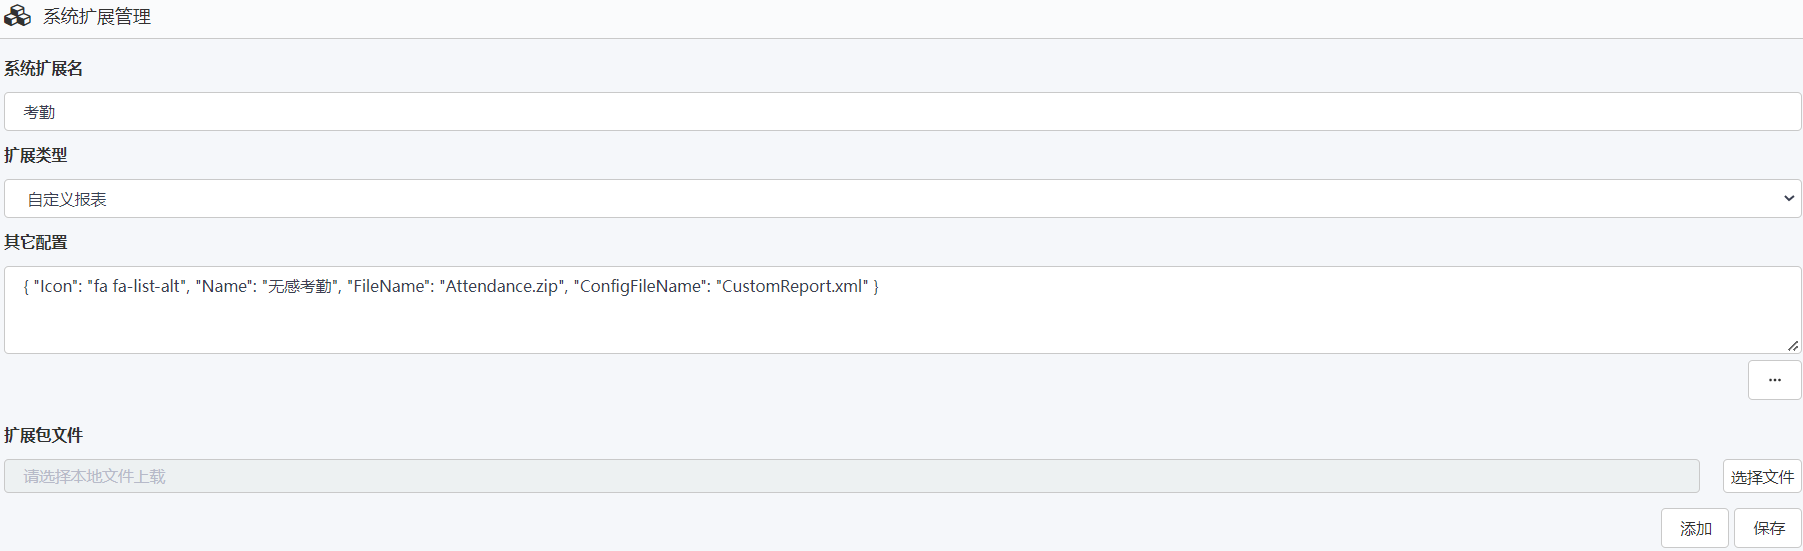 系统扩展管理
系统扩展名
考勤
扩展类型
自定义报表
其它配置
{ "Icon": "fa fa-list-alt", "Name": "无感考勤", "FileName": "Attendance.zip", "ConfigFileName": "CustomReport.xml" }
...
扩展包文件
请选择本地文件上载
选择文件
添加
保存